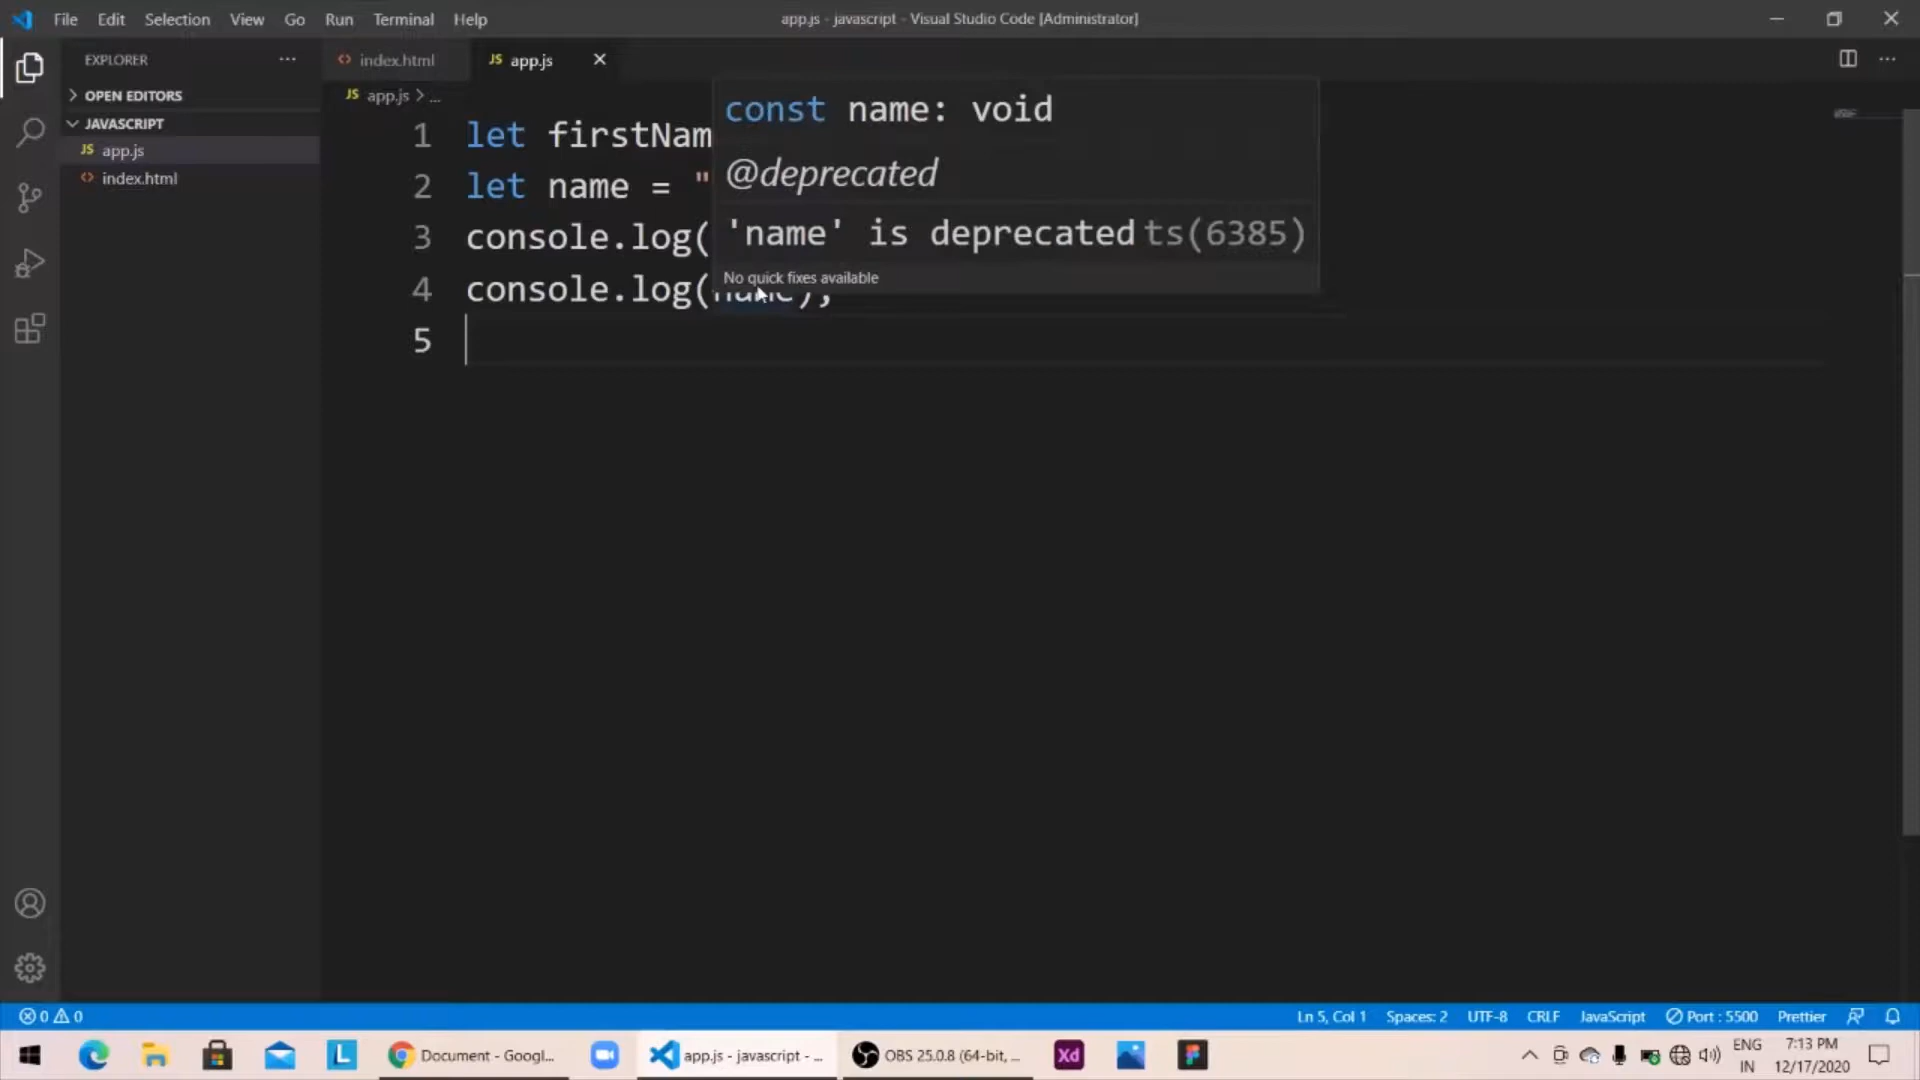 File Edit Selection View Go Run Terminal Help
app.js - javascript - Visual Studio Code [Administrator]
EXPLORER
OPEN EDITORS
JAVASCRIPT
JS app.js
<> index.html
<> index.html
JS app.js
JS app.js > ...
1 let firstNam
2 let name = "
3 console.log(
4 console.log(name);
5
const name: void
@deprecated
'name' is deprecated ts(6385)
No quick fixes available
0 0
Ln 5, Col 1 Spaces: 2 UTF-8 CRLF JavaScript Port : 5500 Prettier
L
Document - Googl...
app.js - javascript - ...
OBS 25.0.8 (64-bit, ...
Xd
ENG
IN
7:13 PM
12/17/2020